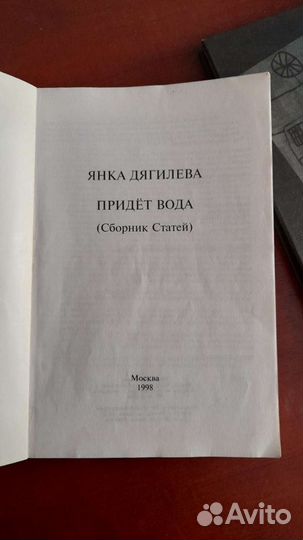 ЯНКА ДЯГИЛЕВА
ПРИДЁТ ВОДА
(Сборник Статей)
Москва
1998
Avito